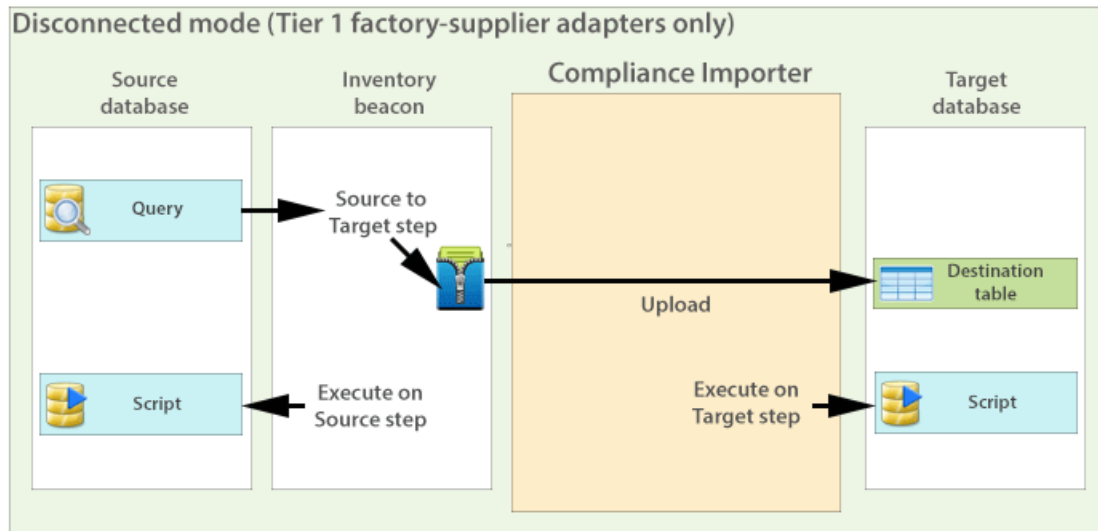 Disconnected mode (Tier 1 factory-supplier adapters only)
Source
database
Inventory
beacon
Compliance Importer
Target
database
Query
Source to
Target step
Destination
table
Upload
Script
Execute on
Source step
Execute on
Target step
Script